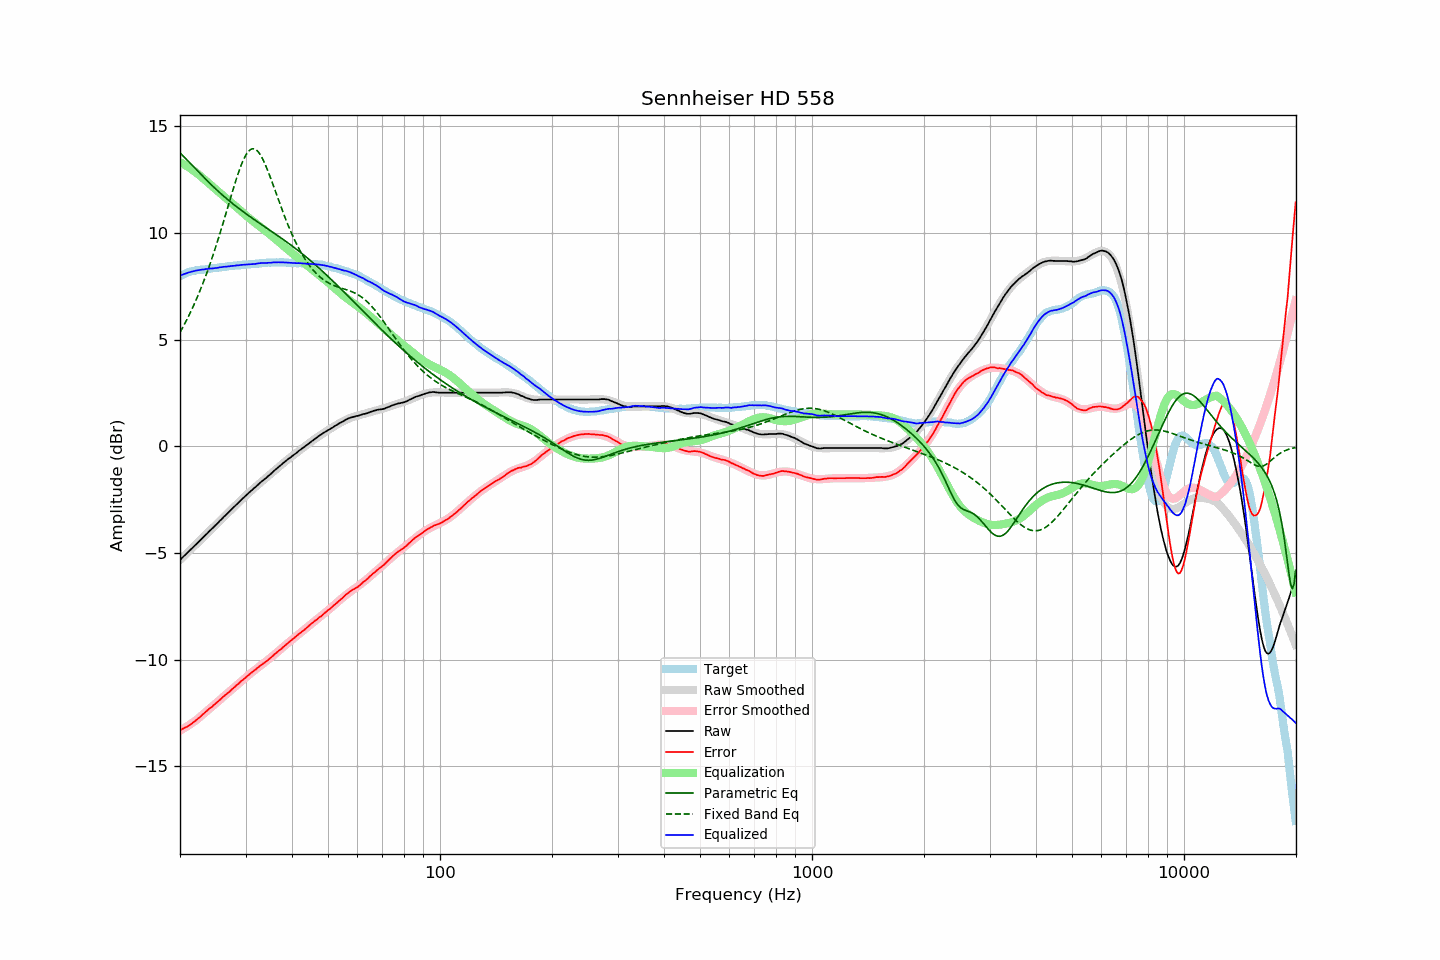 Sennheiser HD 558
15
10
5
0
−5
−10
−15
Amplitude (dBr)
Target
Raw Smoothed
Error Smoothed
Raw
Error
Equalization
Parametric Eq
Fixed Band Eq
Equalized
100
1000
10000
Frequency (Hz)